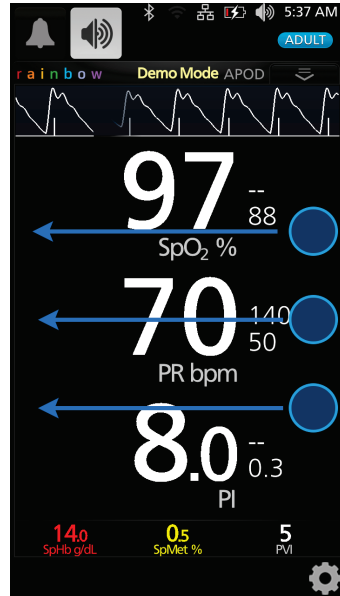 5:37 AM
ADULT
rainbow Demo Mode APOD
97 --
88
SpO₂ %
70 140
50
PR bpm
8.0 --
0.3
PI
14.0 0.5 5
SpHb g/dL SpMet % PVI